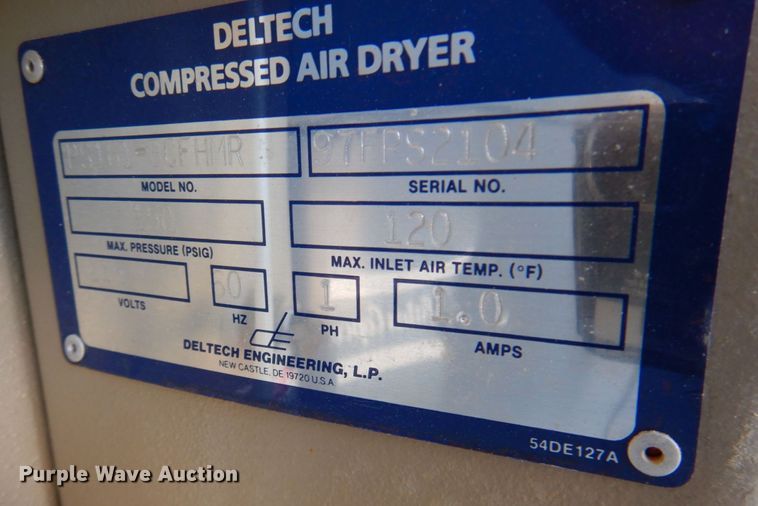 DELTECH
COMPRESSED AIR DRYER
97HPS2104
MODEL NO. SERIAL NO.
120
MAX. PRESSURE (PSIG) MAX. INLET AIR TEMP. (°F)
60 1 1.0
VOLTS HZ PH AMPS
DELTECH ENGINEERING, L.P.
NEW CASTLE, DE 19720 U.S.A.
54DE127A
Purple Wave Auction